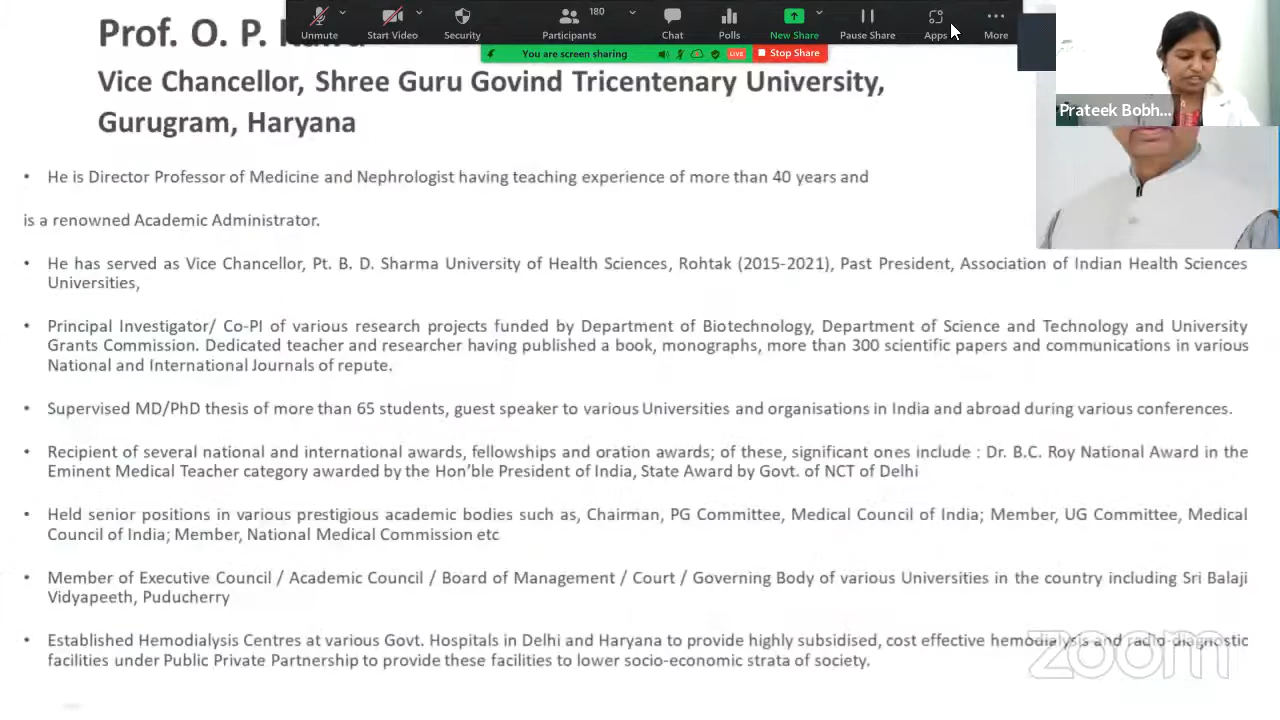 Unmute
Start Video
Security
180
Participants
Chat
Polls
New Share
Pause Share
Apps
More
You are screen sharing
LIVE
Stop Share
Prateek Bobh...
Prof. O. P.
Vice Chancellor, Shree Guru Govind Tricentenary University,
Gurugram, Haryana
• He is Director Professor of Medicine and Nephrologist having teaching experience of more than 40 years and
is a renowned Academic Administrator.
• He has served as Vice Chancellor, Pt. B. D. Sharma University of Health Sciences, Rohtak (2015-2021), Past President, Association of Indian Health Sciences
Universities,
• Principal Investigator/ Co-PI of various research projects funded by Department of Biotechnology, Department of Science and Technology and University
Grants Commission. Dedicated teacher and researcher having published a book, monographs, more than 300 scientific papers and communications in various
National and International Journals of repute.
• Supervised MD/PhD thesis of more than 65 students, guest speaker to various Universities and organisations in India and abroad during various conferences.
• Recipient of several national and international awards, fellowships and oration awards; of these, significant ones include : Dr. B.C. Roy National Award in the
Eminent Medical Teacher category awarded by the Hon'ble President of India, State Award by Govt. of NCT of Delhi
• Held senior positions in various prestigious academic bodies such as, Chairman, PG Committee, Medical Council of India; Member, UG Committee, Medical
Council of India; Member, National Medical Commission etc
• Member of Executive Council / Academic Council / Board of Management / Court / Governing Body of various Universities in the country including Sri Balaji
Vidyapeeth, Puducherry
• Established Hemodialysis Centres at various Govt. Hospitals in Delhi and Haryana to provide highly subsidised, cost effective hemodialysis and radio-diagnostic
facilities under Public Private Partnership to provide these facilities to lower socio-economic strata of society.
zoom